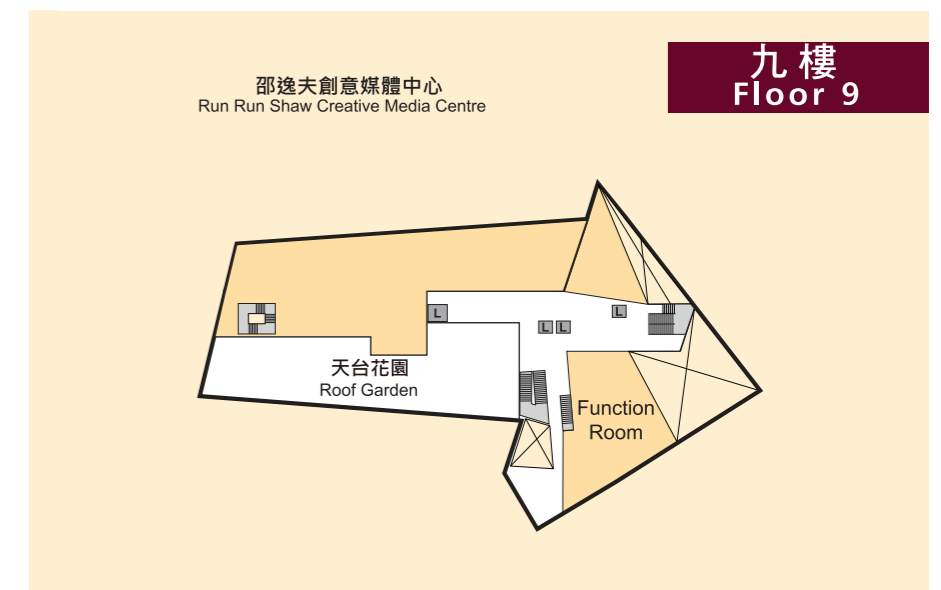 邵逸夫創意媒體中心
Run Run Shaw Creative Media Centre
九樓
Floor 9
L
L
L
L
天台花園
Roof Garden
Function
Room